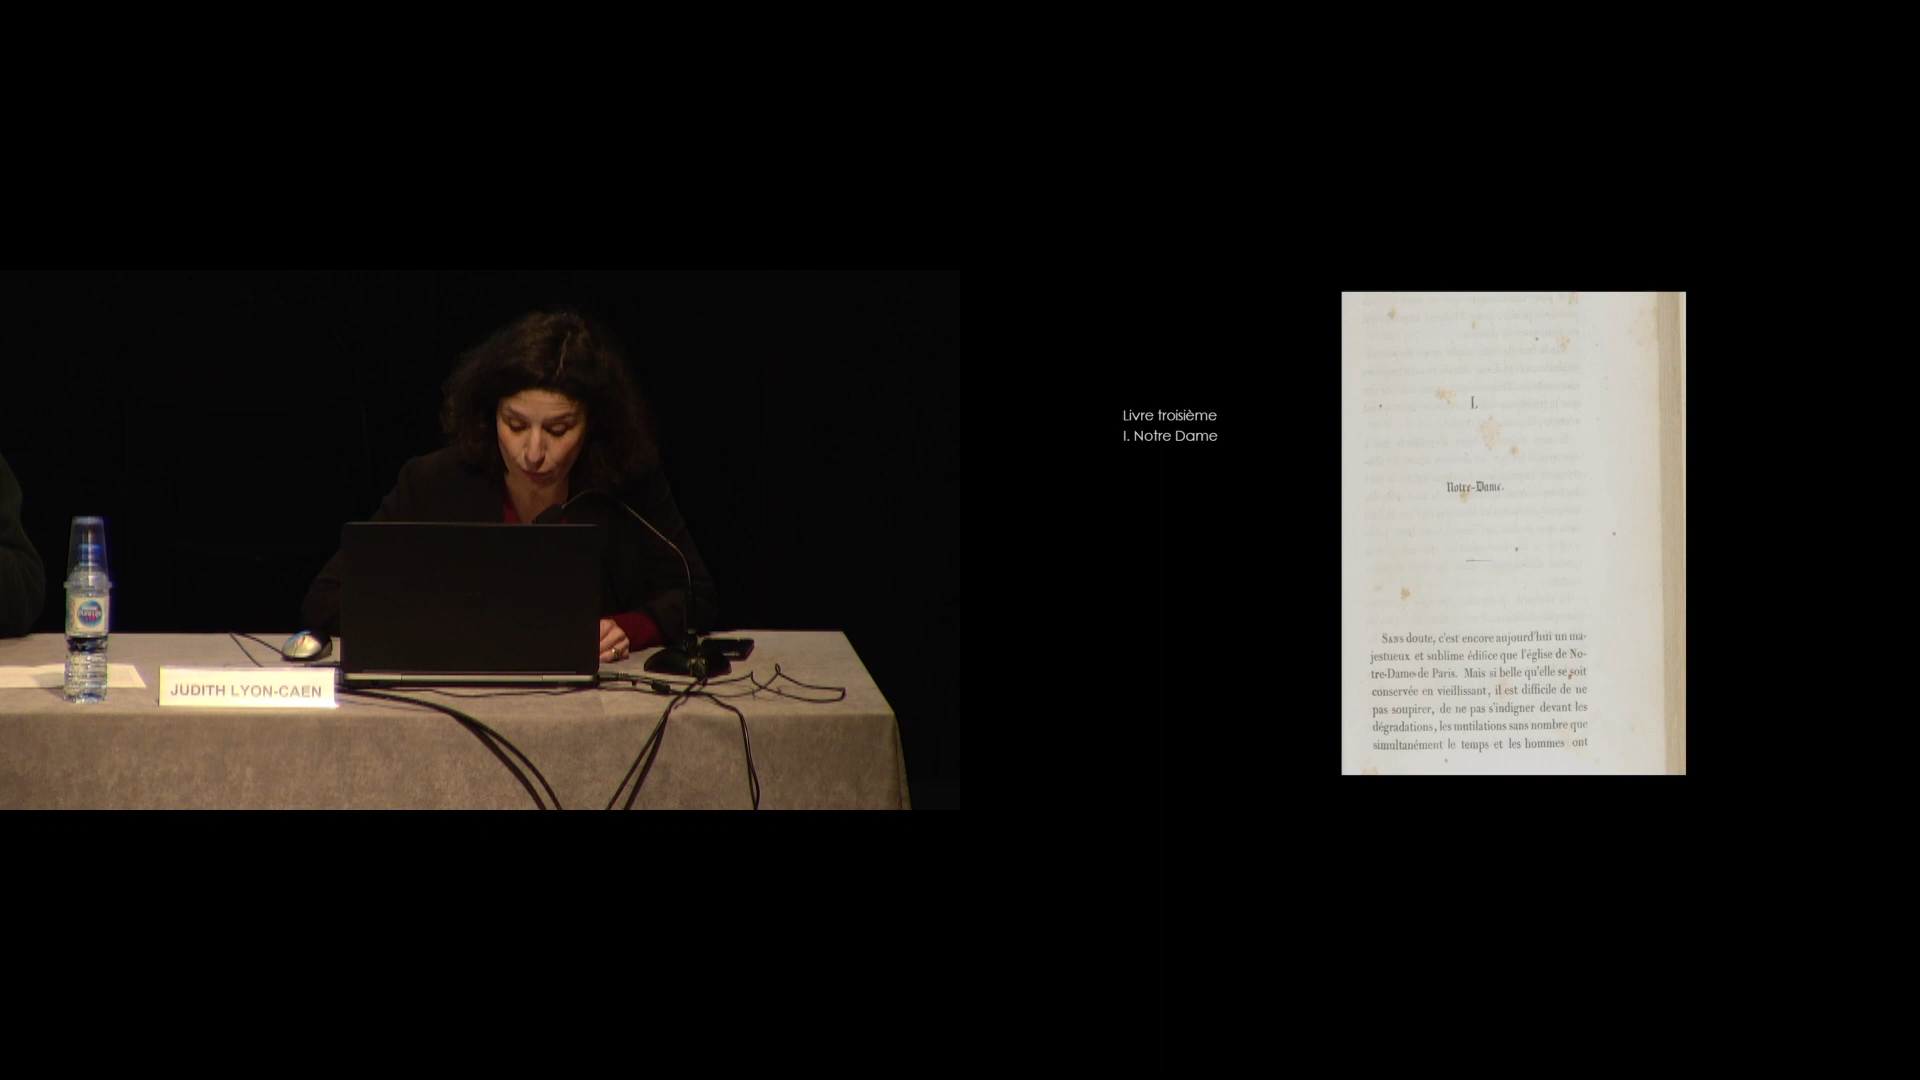 JUDITH LYON-CAEN
Livre troisième
I. Notre Dame
I.
Notre-Dame.
SANS doute, c'est encore aujourd'hui un ma-
jestueux et sublime édifice que l'église de No-
tre-Dame de Paris. Mais si belle qu'elle se soit
conservée en vieillissant, il est difficile de ne
pas soupirer, de ne pas s'indigner devant les
dégradations, les mutilations sans nombre que
simultanément le temps et les hommes ont